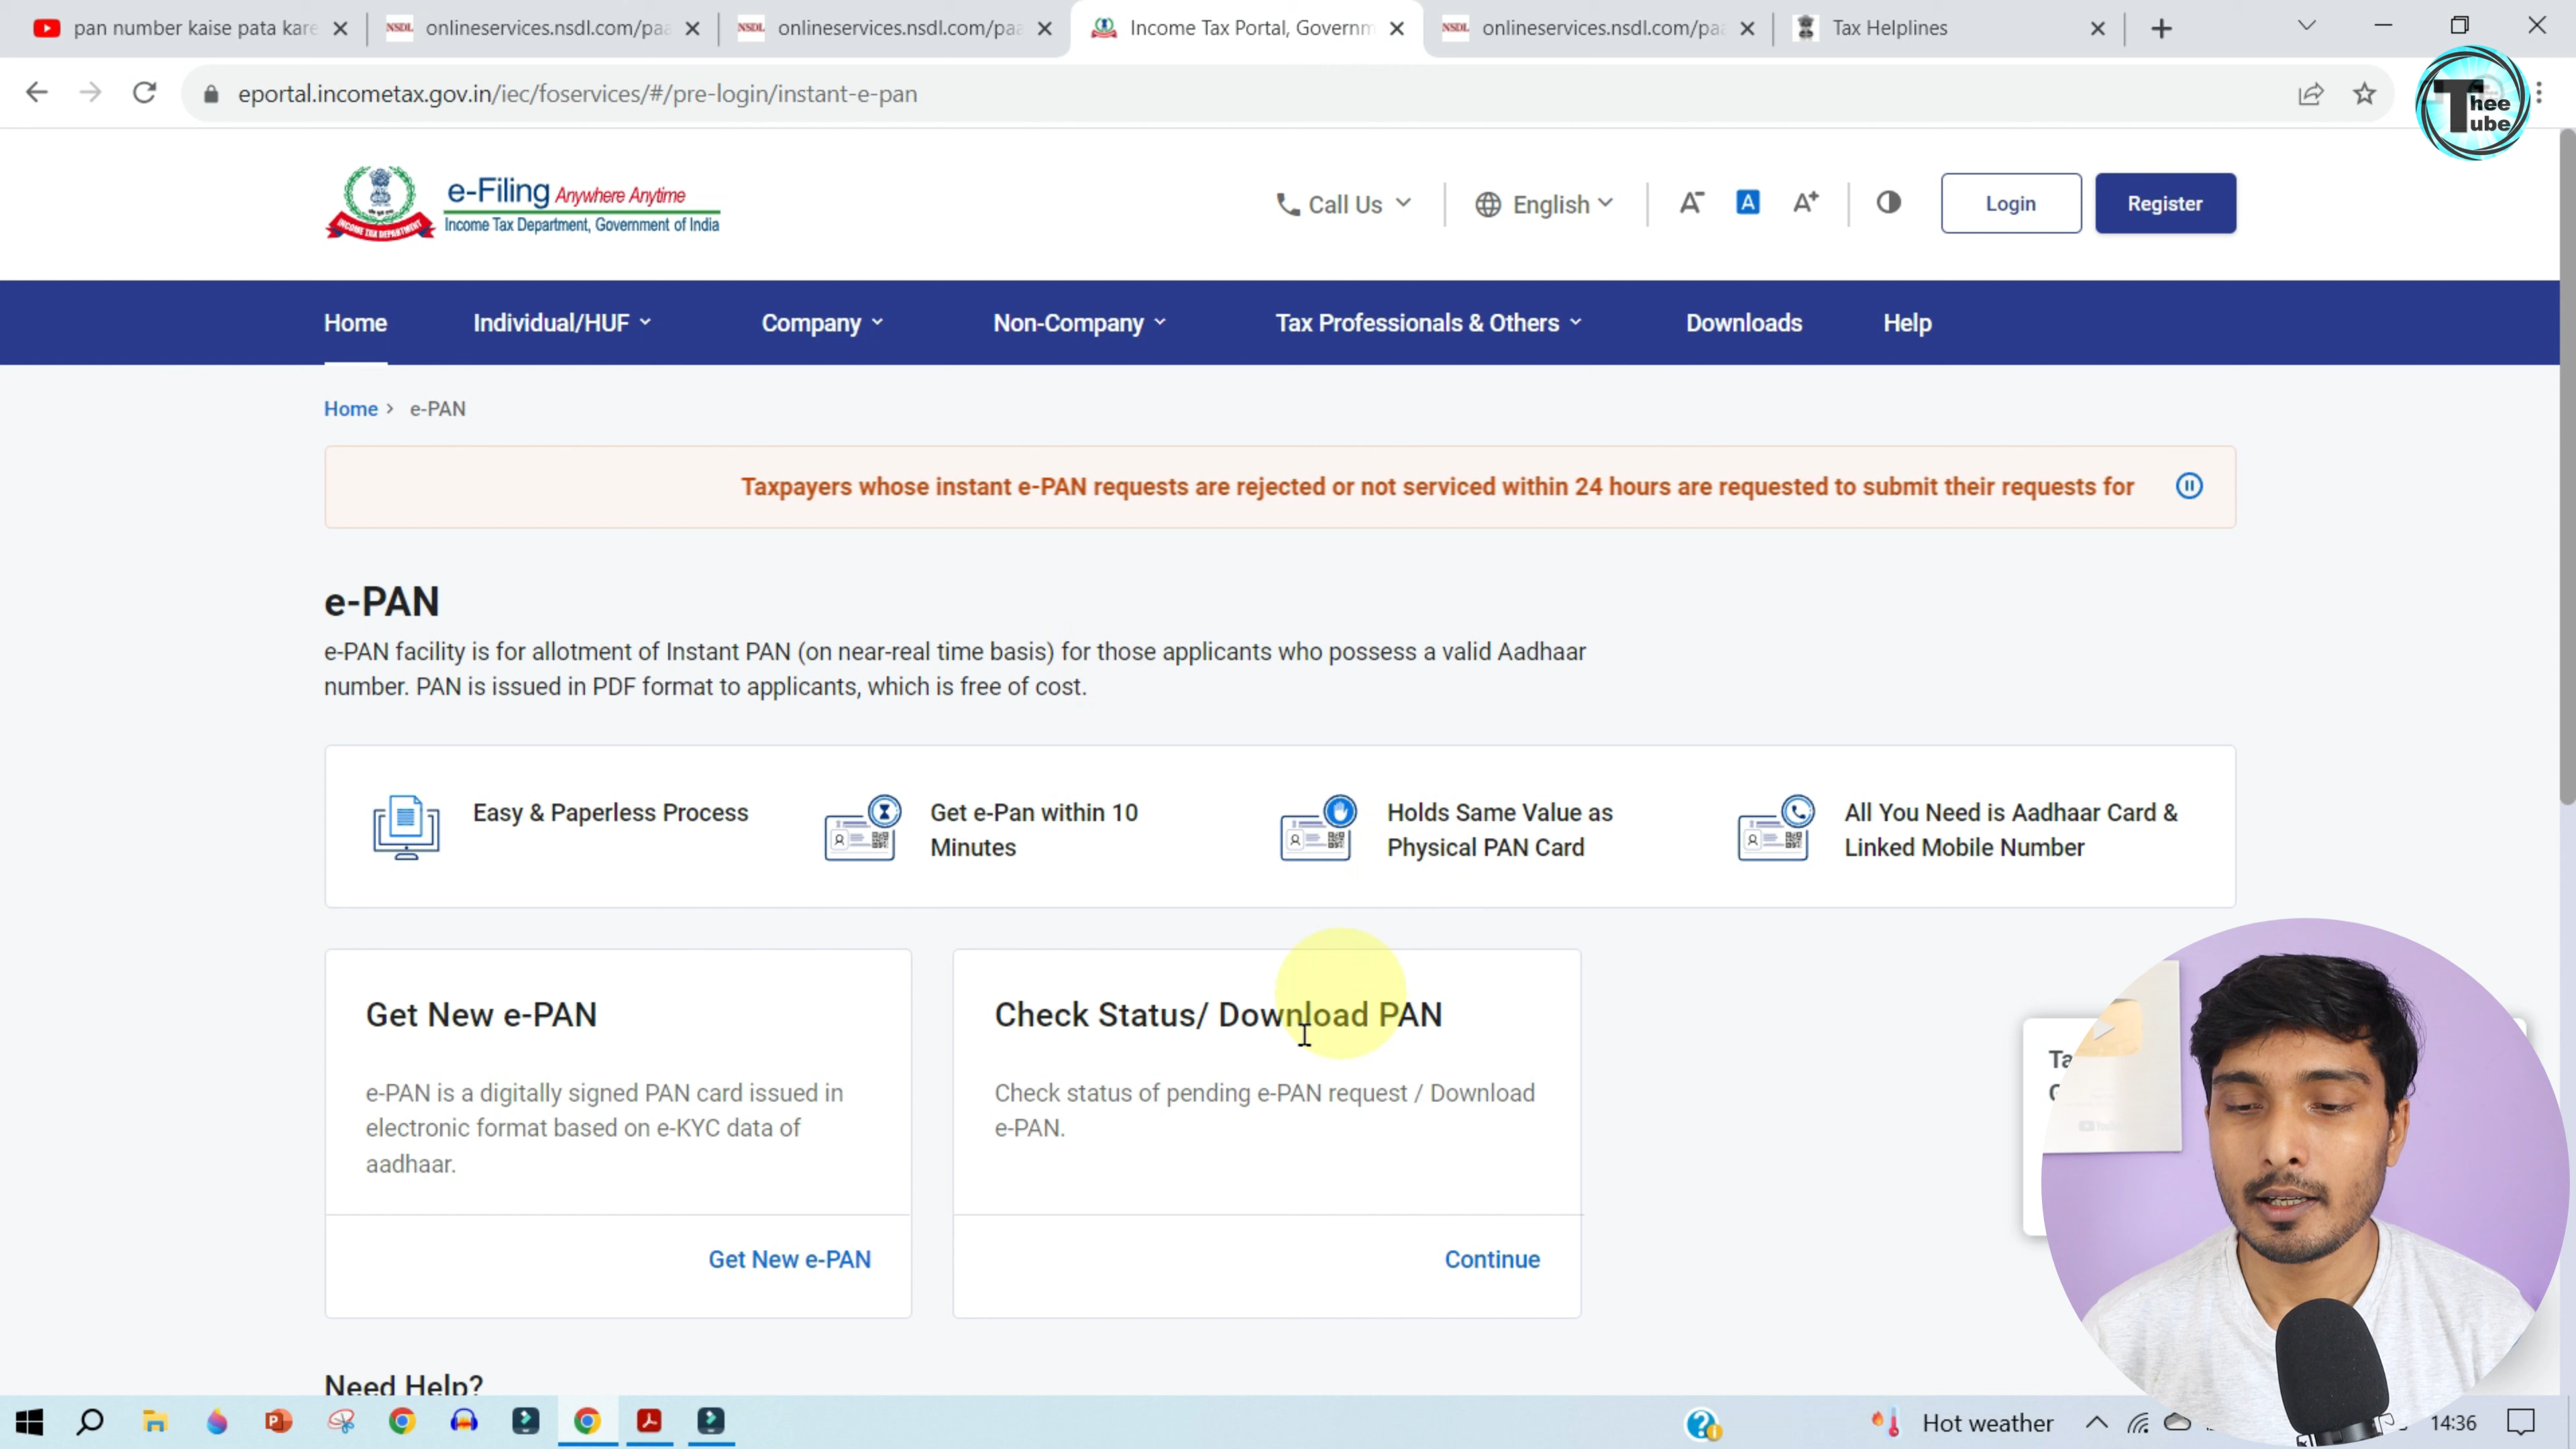 pan number kaise pata kare
onlineservices.nsdl.com/paa
onlineservices.nsdl.com/paa
Income Tax Portal, Governm
onlineservices.nsdl.com/paa
Tax Helplines
eportal.incometax.gov.in/iec/foservices/#/pre-login/instant-e-pan
Thee
Tube
e-Filing Anywhere Anytime
Income Tax Department, Government of India
INCOME TAX DEPARTMENT
Call Us
English
A-
A
A+
Login
Register
Home
Individual/HUF
Company
Non-Company
Tax Professionals & Others
Downloads
Help
Home > e-PAN
Taxpayers whose instant e-PAN requests are rejected or not serviced within 24 hours are requested to submit their requests for
e-PAN
e-PAN facility is for allotment of Instant PAN (on near-real time basis) for those applicants who possess a valid Aadhaar
number. PAN is issued in PDF format to applicants, which is free of cost.
Easy & Paperless Process
Get e-Pan within 10
Minutes
Holds Same Value as
Physical PAN Card
All You Need is Aadhaar Card &
Linked Mobile Number
Get New e-PAN
e-PAN is a digitally signed PAN card issued in
electronic format based on e-KYC data of
aadhaar.
Get New e-PAN
Check Status/ Download PAN
Check status of pending e-PAN request / Download
e-PAN.
Continue
Need Help?
Hot weather
14:36